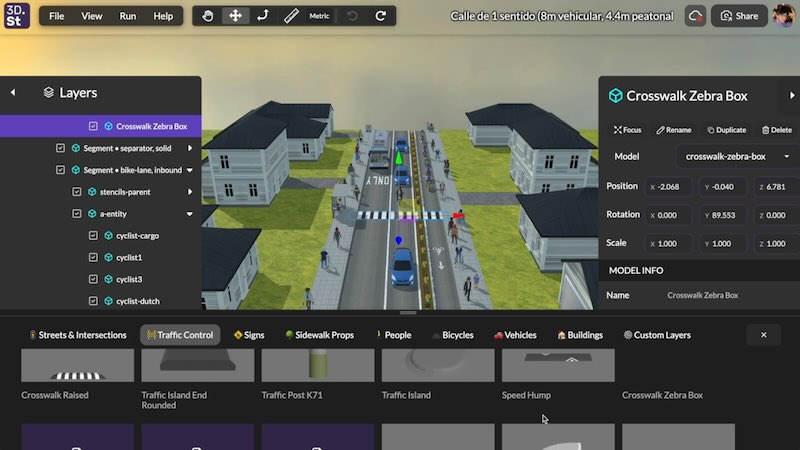 3D.
St
File View Run Help
Metric
Calle de 1 sentido (8m vehicular, 4.4m peatonal
Share
Layers
Crosswalk Zebra Box
Segment • separator, solid
Segment • bike-lane, inbound
stencils-parent
a-entity
cyclist-cargo
cyclist1
cyclist3
cyclist-dutch
ONLY
Crosswalk Zebra Box
Focus Rename Duplicate Delete
Model crosswalk-zebra-box
Position X -2.068 Y -0.040 Z 6.781
Rotation X 0.000 Y 89.553 Z 0.000
Scale X 1.000 Y 1.000 Z 1.000
MODEL INFO
Name Crosswalk Zebra Box
Streets & Intersections Traffic Control Signs Sidewalk Props People Bicycles Vehicles Buildings Custom Layers
Crosswalk Raised
Traffic Island End
Rounded
Traffic Post K71
Traffic Island
Speed Hump
Crosswalk Zebra Box